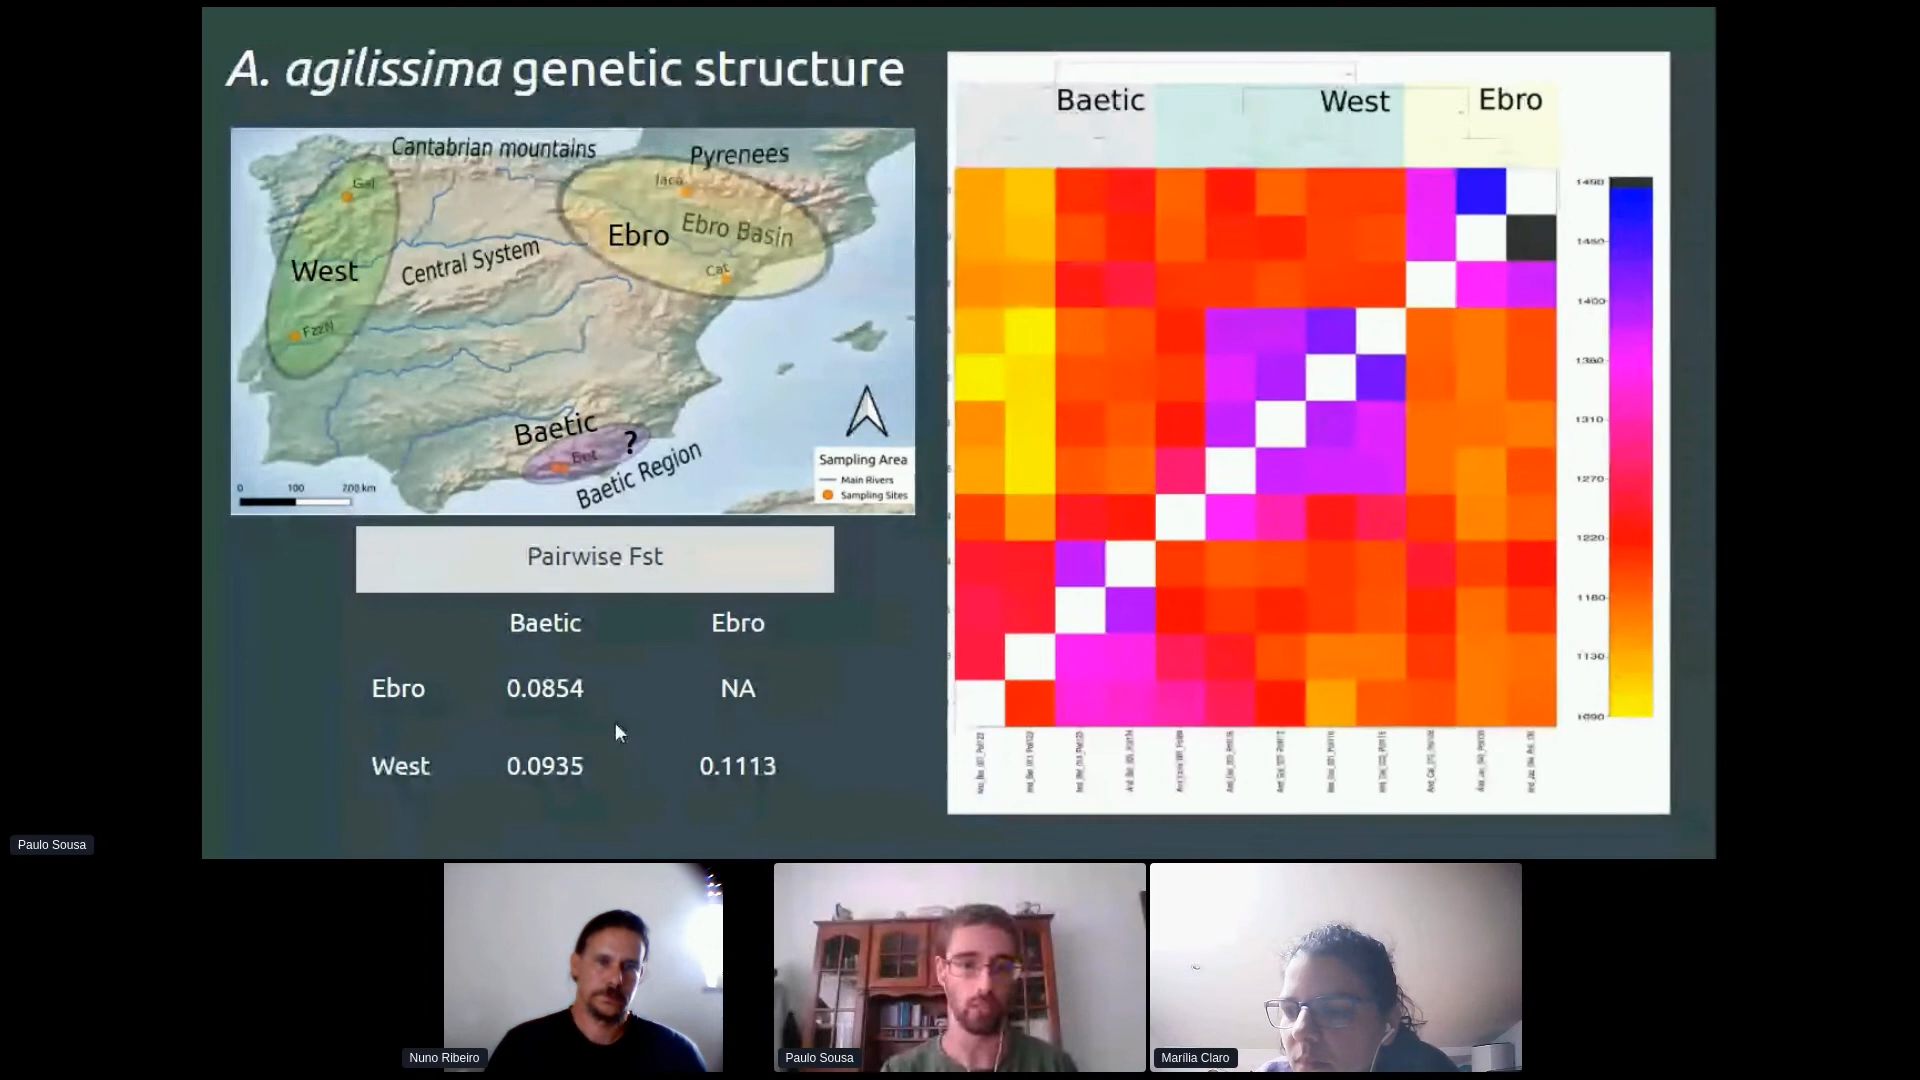 A. agilissima genetic structure
Cantabrian mountains
Pyrenees
Gal
Jaca
Ebro Basin
Ebro
Central System
West
Cat
FzzN
Baetic
?
Bet
Baetic Region
0 100 200 km
Sampling Area
Main Rivers
Sampling Sites
Pairwise Fst
Baetic Ebro
Ebro 0.0854 NA
West 0.0935 0.1113
Baetic West Ebro
1490
1450
1400
1360
1310
1270
1220
1180
1130
1090
Paulo Sousa
Nuno Ribeiro
Paulo Sousa
Marília Claro